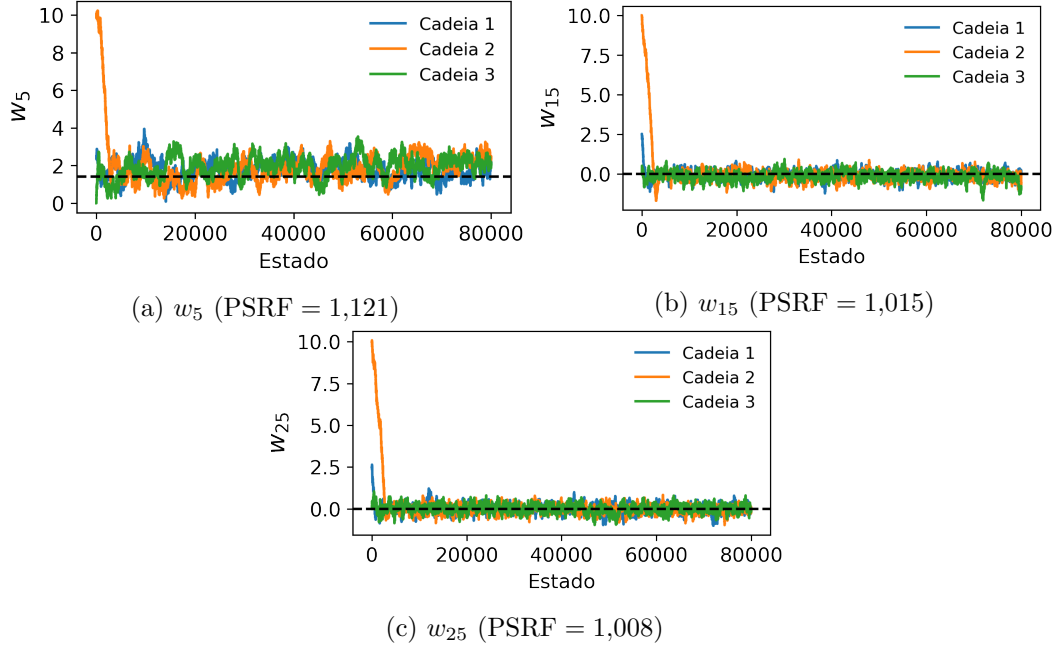 10
8
6
4
2
0
w5
Cadeia 1
Cadeia 2
Cadeia 3
0 20000 40000 60000 80000
Estado
(a) w5 (PSRF = 1,121)
10.0
7.5
5.0
2.5
0.0
w15
Cadeia 1
Cadeia 2
Cadeia 3
0 20000 40000 60000 80000
Estado
(b) w15 (PSRF = 1,015)
10.0
7.5
5.0
2.5
0.0
w25
Cadeia 1
Cadeia 2
Cadeia 3
0 20000 40000 60000 80000
Estado
(c) w25 (PSRF = 1,008)